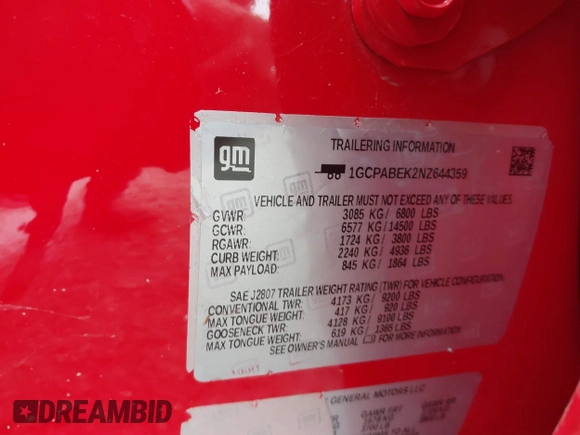 gm
TRAILERING INFORMATION
1GCPABEK2NZ644359
VEHICLE AND TRAILER MUST NOT EXCEED ANY OF THESE VALUES.
GVWR: 3085 KG / 6800 LBS
GCWR: 6577 KG / 14500 LBS
RGAWR: 1724 KG / 3800 LBS
CURB WEIGHT: 2240 KG / 4936 LBS
MAX PAYLOAD: 845 KG / 1864 LBS
SAE J2807 TRAILER WEIGHT RATING (TWR) FOR VEHICLE CONFIGURATION.
CONVENTIONAL TWR: 4173 KG / 9200 LBS
MAX TONGUE WEIGHT: 417 KG / 920 LBS
GOOSENECK TWR: 4128 KG / 9100 LBS
MAX TONGUE WEIGHT: 619 KG / 1365 LBS
SEE OWNER'S MANUAL FOR MORE INFORMATION
GENERAL MOTORS LLC
GAWR FRT GAWR RR
DREAMBID